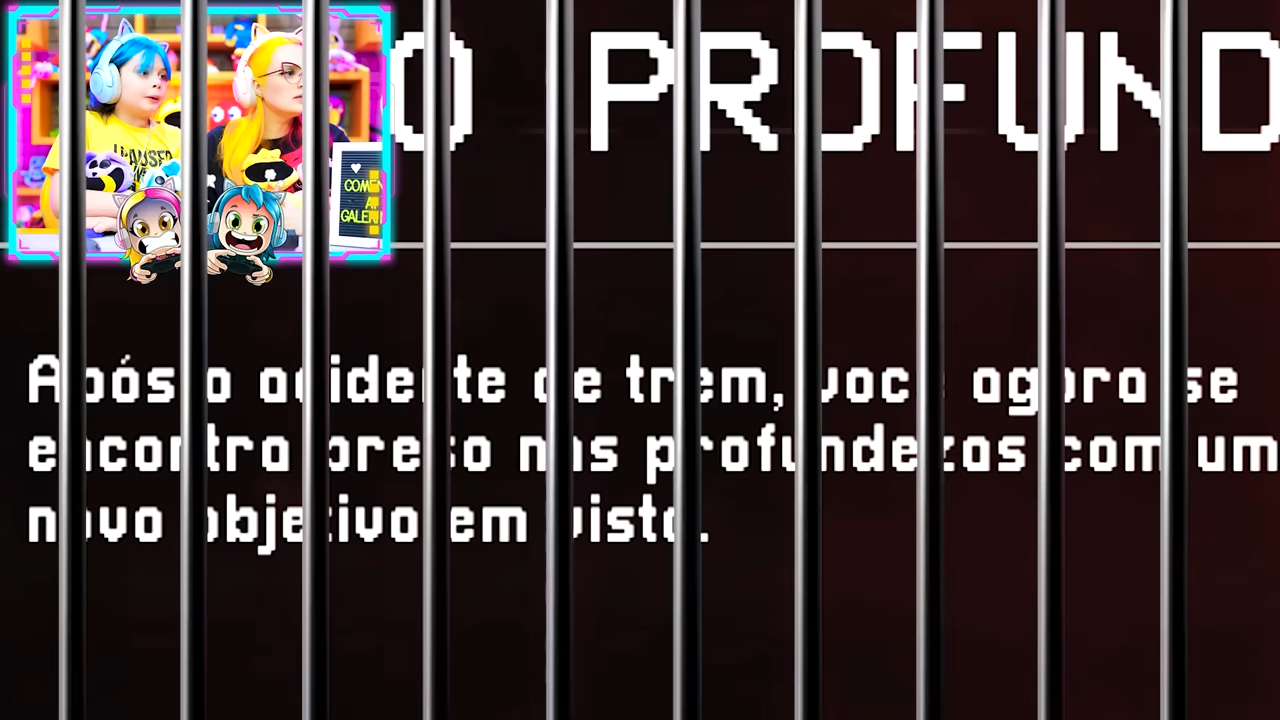 O PROFUND
Após o acidente de trem, você agora se
encontra preso nas profundezas com um
novo objetivo em vista.